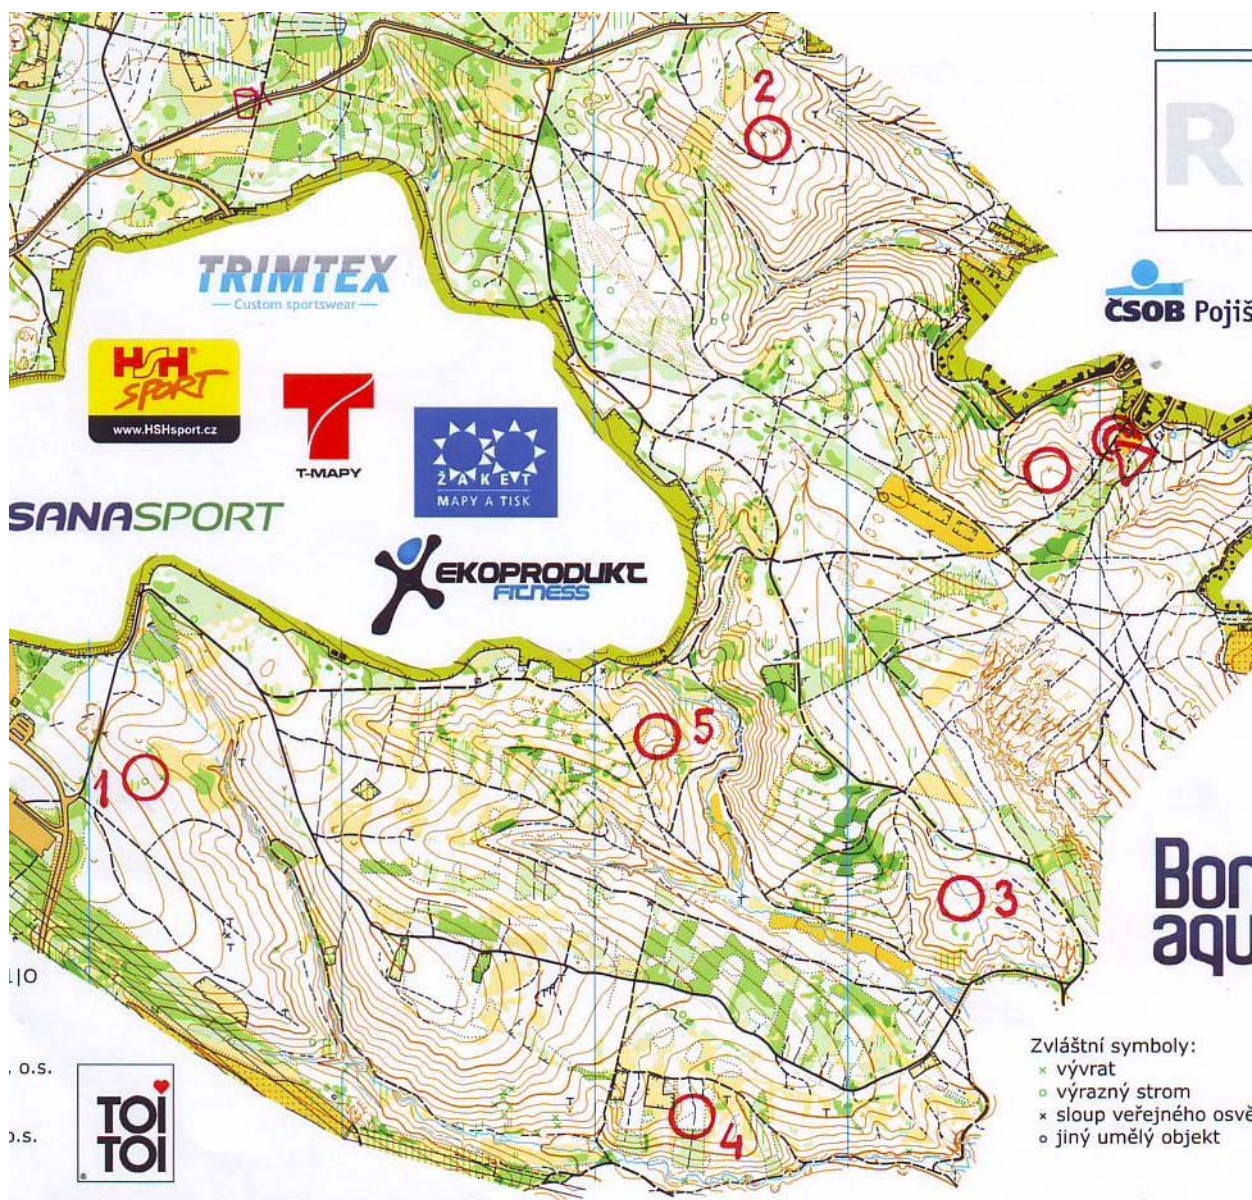 2
R
TRIMTEX
Custom sportswear
ČSOB Pojiš
HSH®
SPORT
www.HSHsport.cz
T-MAPY
ŽAKET
MAPY A TISK
SANASPORT
EKOPRODUKT
FITNESS
5
1
3
Bor
aqu
Zvláštní symboly:
× vývrat
o výrazný strom
× sloup veřejného osvě
o jiný umělý objekt
, o.s.
TOI
TOI
®
4